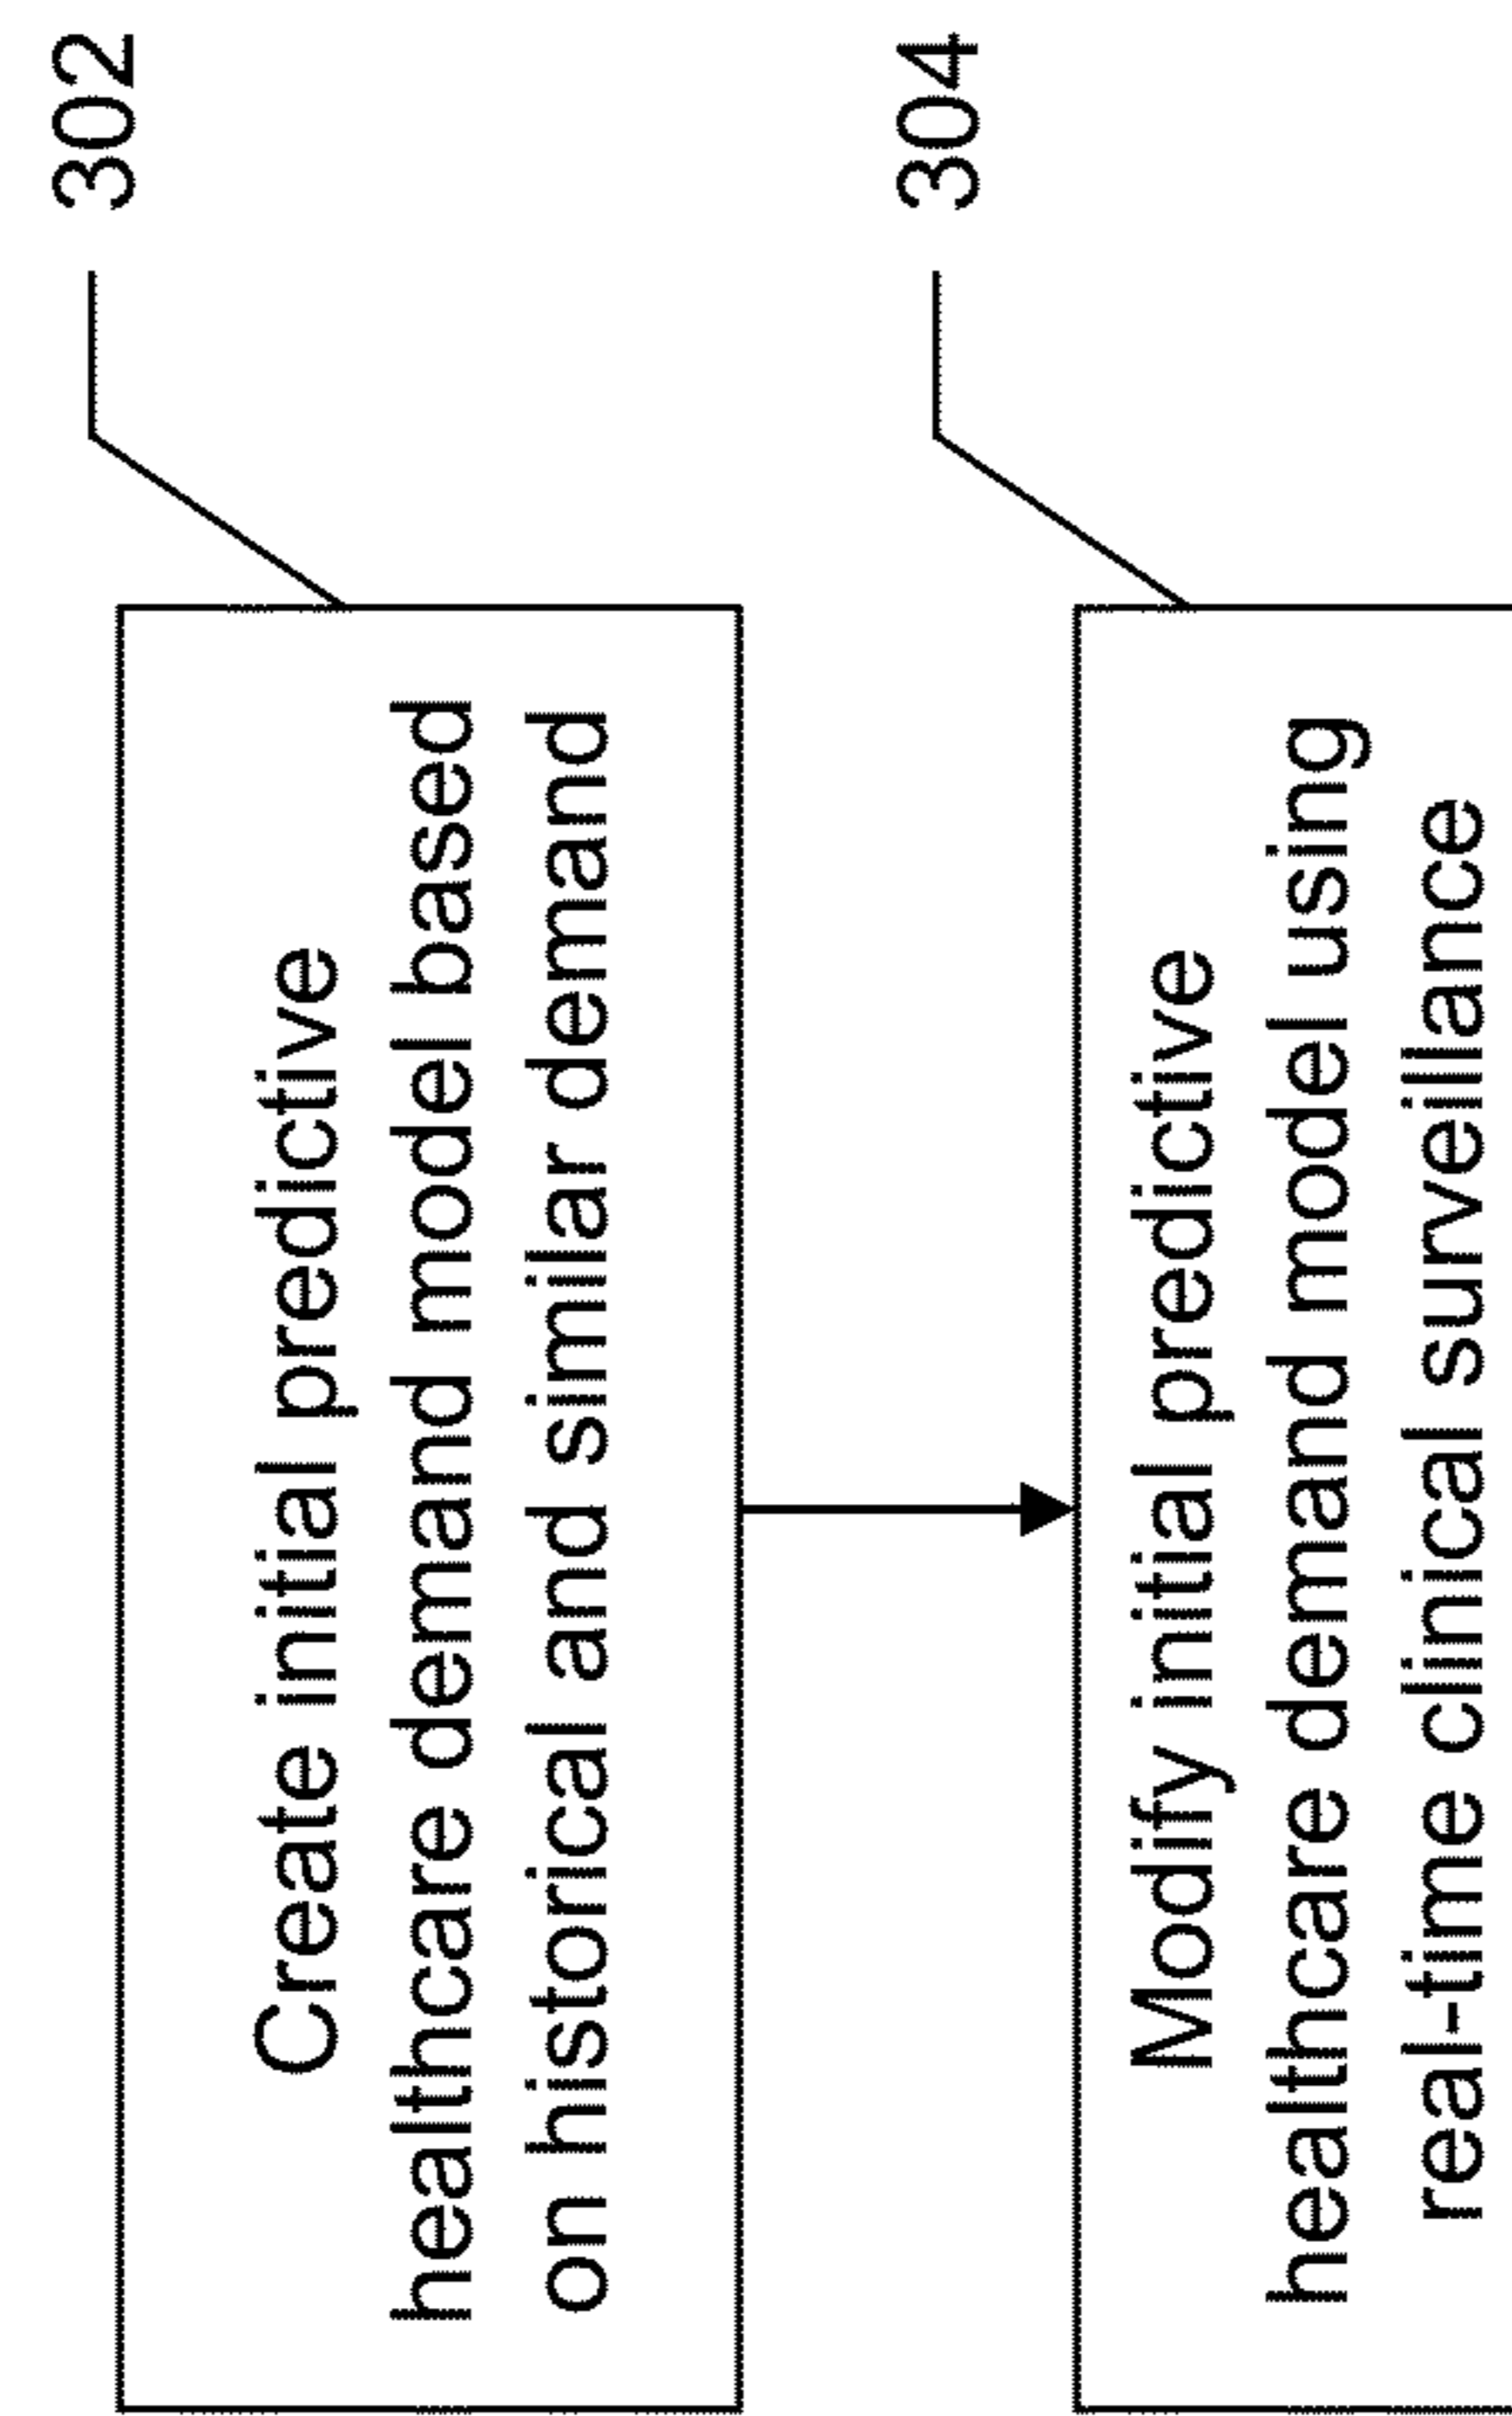 302
Create initial predictive
healthcare demand model based
on historical and similar demand
304
Modify initial predictive
healthcare demand model using
real-time clinical surveillance